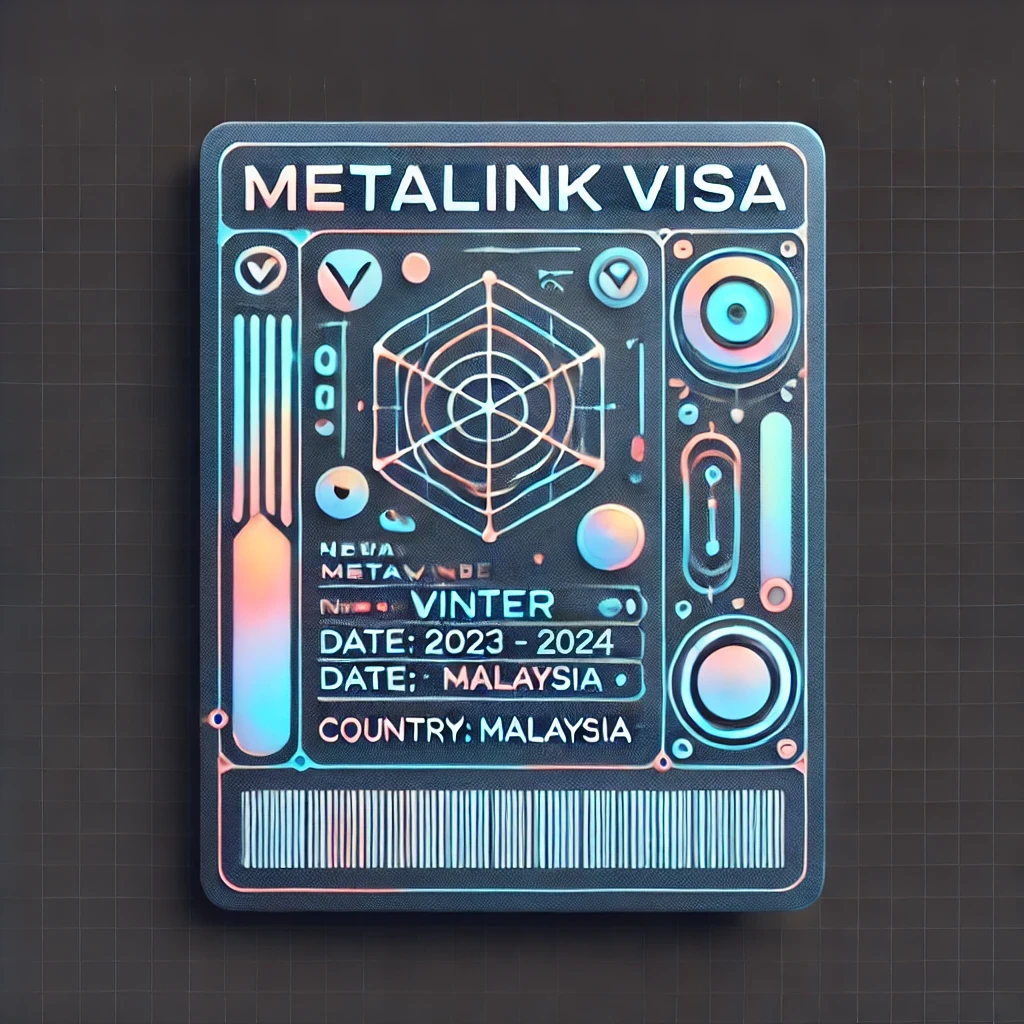 METALINK VISA
VINTER
DATE: 2023 - 2024
DATE; MALAYSIA
COUNTRY: MALAYSIA